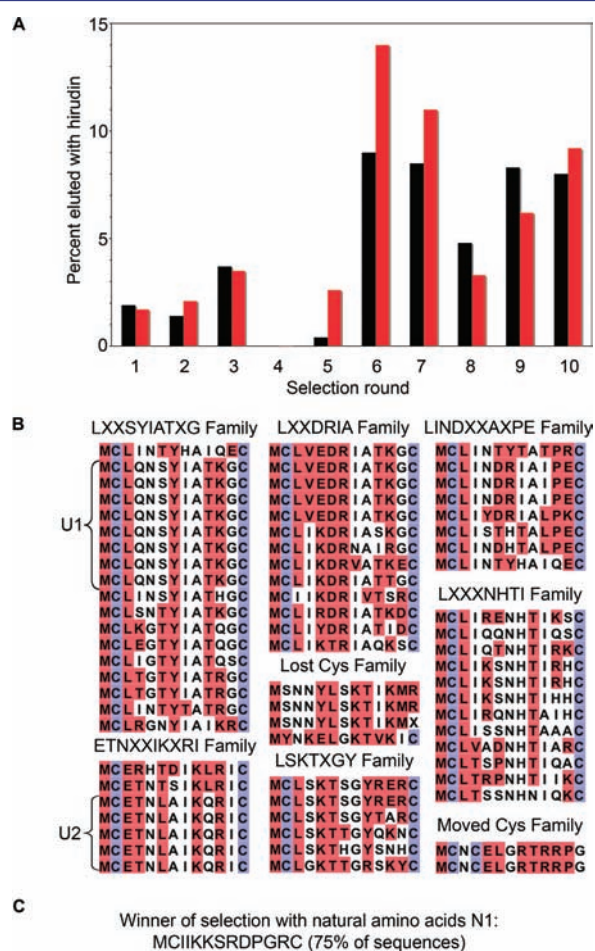 A
15
10
5
0
Percent eluted with hirudin
1 2 3 4 5 6 7 8 9 10
Selection round
B
LXXSYIATXG Family
MCLINTYHAIQEC
U1
MCLQNSYIATKGC
MCLQNSYIATKGC
MCLQNSYIATKGC
MCLQNSYIATKGC
MCLQNSYIATKGC
MCLQNSYIATKGC
MCLQNSYIATKGC
MCLQNSYIATKGC
MCLINSYIATHGC
MCLSNTYIATKGC
MCLKGTYIATQGC
MCLEGTYIATQGC
MCLIGTYIATQSC
MCLTGTYIATRGC
MCLTGTYIATRGC
MCLINTYTATRGC
MCLRGNYIAIKRC
ETNXXIKXRI Family
MCERHTDIKLRIC
MCETNTSIKLRIC
U2
MCETNLAIKQRIC
MCETNLAIKQRIC
MCETNLAIKQRIC
MCETNLAIKQRIC
MCETNLAIKQRIC
LXXDRIA Family
MCLVEDRIATKGC
MCLVEDRIATKGC
MCLVEDRIATKGC
MCLVEDRIATKGC
MCLVEDRIATKGC
MCLIKDRIASKGC
MCLIKDRNAIRGC
MCLIKDRVATKEC
MCLIKDRIATTGC
MCIIKDRIVTSRC
MCLIYDRIATKDC
MCLIYDRIATIDC
MCLIKTRIAQKSC
Lost Cys Family
MSNNYLSKTIKMR
MSNNYLSKTIKMR
MSNNYLSKTIKMX
MYNKELGKTVKIC
LSKTXGY Family
MCLSKTSGYRERC
MCLSKTSGYRERC
MCLSKTSGYTARC
MCLSKTTGYQKNC
MCLSKTHGYSNHC
MCLGKTTGRSKYC
LINDXXAXPE Family
MCLINTYTATPRC
MCLINDRIAIPEC
MCLINDRIAIPEC
MCLINDRIAIPEC
MCLIYDRIALPKC
MCLISTHTALPEC
MCLINDHTALPEC
MCLINTYHAIQEC
LXXXNHTI Family
MCLIRENHTIKSC
MCLIQQNHTIQSC
MCLIQTNHTIRKC
MCLIKSNHTIRHC
MCLIKSNHTIRHC
MCLIKSNHTIHHC
MCLIRQNHTAIHC
MCLISSNHTAAAC
MCLVADNHTIARC
MCLTSPNHTIQAC
MCLTRPNHTIIKC
MCLTSSNHNIQKC
Moved Cys Family
MCNCELGRTRRPG
MCNCELGRTRRPG
C
Winner of selection with natural amino acids N1:
MCIIKKSRDPGRC (75% of sequences)